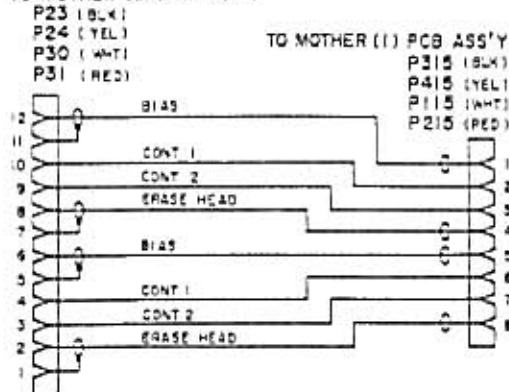 P23 (BLK)
P24 (YEL)
P30 (WHT)
P31 (RED)
TO MOTHER (1) PCB ASS'Y
P315 (BLK)
P415 (YEL)
P115 (WHT)
P215 (RED)
12 BIAS
11
10 CONT 1 1
9 CONT 2 2
8 ERASE HEAD 3
7 4
6 BIAS 5
5 6
4 CONT 1 7
3 CONT 2 8
2 ERASE HEAD
1